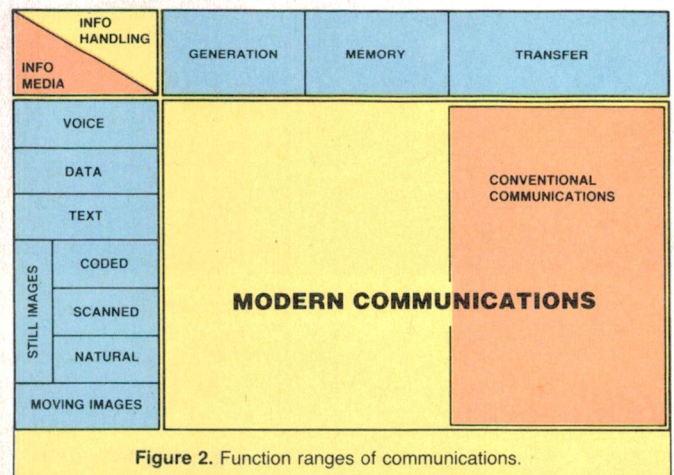 INFO
HANDLING
INFO
MEDIA
GENERATION
MEMORY
TRANSFER
VOICE
DATA
TEXT
STILL IMAGES
CODED
SCANNED
NATURAL
MOVING IMAGES
CONVENTIONAL
COMMUNICATIONS
MODERN COMMUNICATIONS
Figure 2. Function ranges of communications.